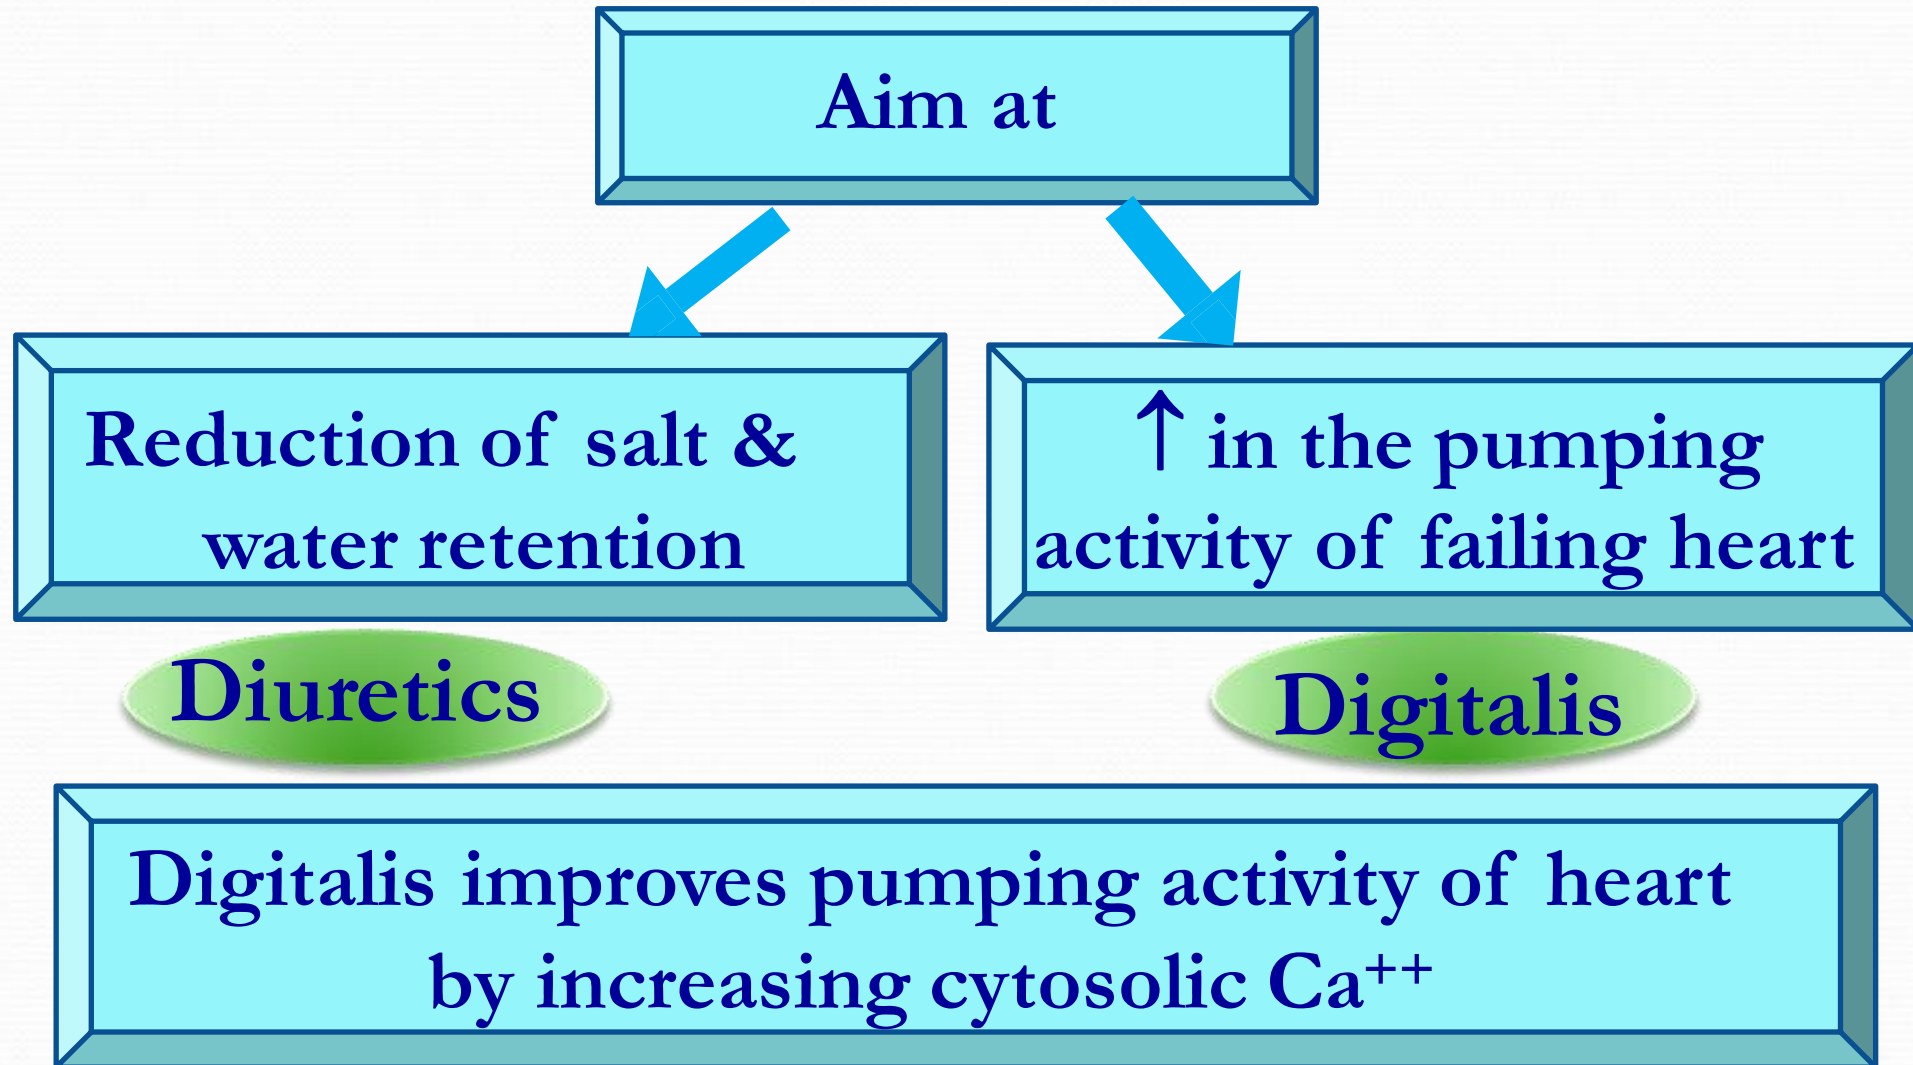 Aim at
Reduction of salt &
water retention
↑ in the pumping
activity of failing heart
Diuretics
Digitalis
Digitalis improves pumping activity of heart
by increasing cytosolic Ca⁺⁺